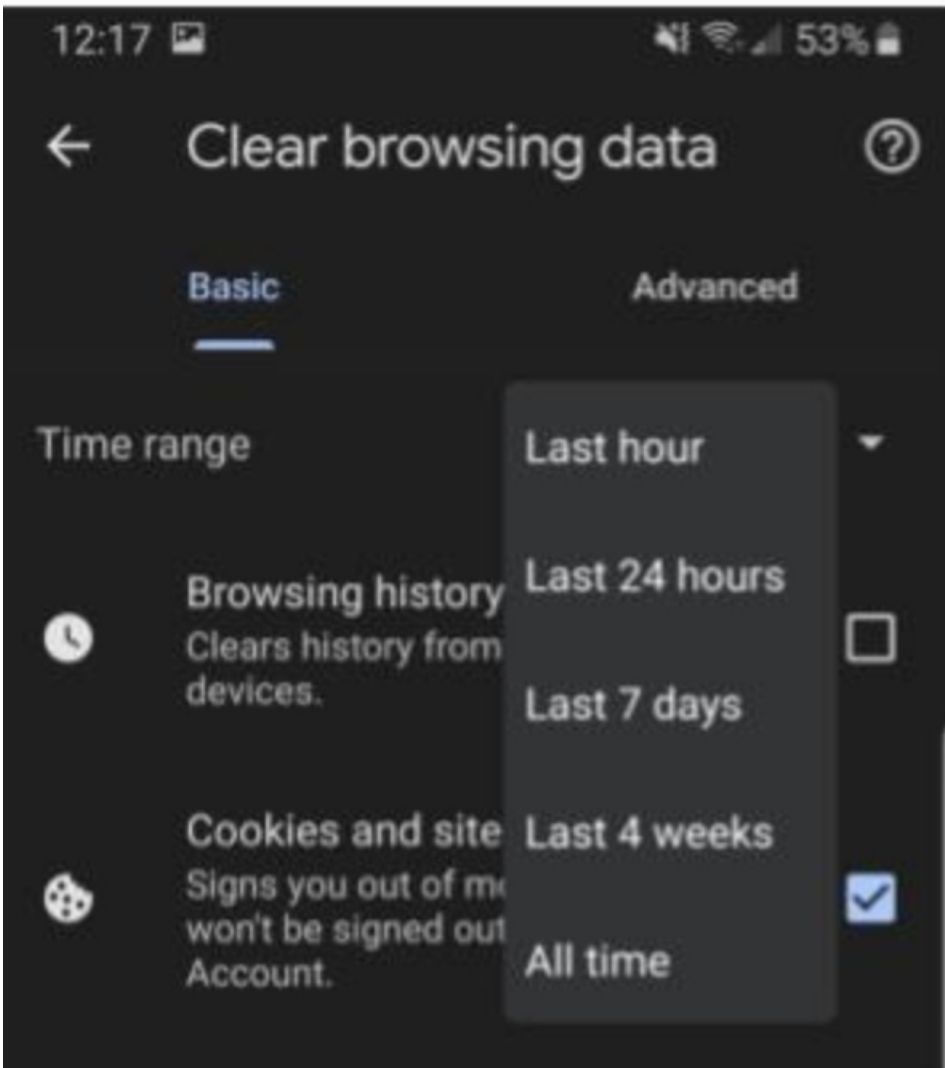 12:17 53%
Clear browsing data
Basic Advanced
Time range
Last hour
Last 24 hours
Last 7 days
Last 4 weeks
All time
Browsing history
Clears history from
devices.
Cookies and site
Signs you out of
won't be signed out
Account.